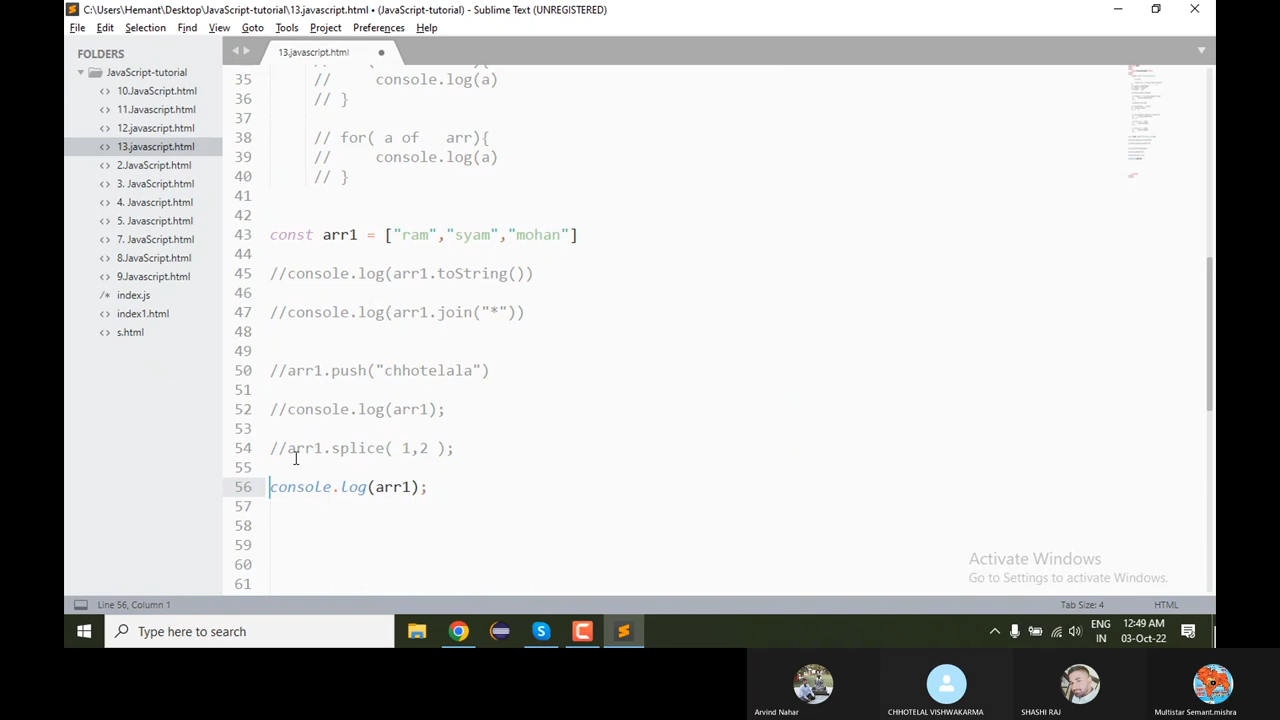 C:\Users\Hemant\Desktop\JavaScript-tutorial\13.javascript.html • (JavaScript-tutorial) - Sublime Text (UNREGISTERED)
File Edit Selection Find View Goto Tools Project Preferences Help
FOLDERS
JavaScript-tutorial
10.JavaScript.html
11.Javascript.html
12.javascript.html
13.javascript.html
2.JavaScript.html
3. JavaScript.html
4. Javascript.html
5. Javascript.html
7. JavaScript.html
8.JavaScript.html
9.Javascript.html
/* index.js
index1.html
s.html
13.javascript.html
35 // console.log(a)
36 // }
37
38 // for( a of arr){
39 // console.log(a)
40 // }
41
42
43 const arr1 = ["ram","syam","mohan"]
44
45 //console.log(arr1.toString())
46
47 //console.log(arr1.join("*"))
48
49
50 //arr1.push("chhotelala")
51
52 //console.log(arr1);
53
54 //arr1.splice( 1,2 );
55
56 console.log(arr1);
57
58
59
60
61
Activate Windows
Go to Settings to activate Windows.
Line 56, Column 1
Tab Size: 4 HTML
Type here to search
ENG
IN
12:49 AM
03-Oct-22
Arvind Nahar
CHHOTELAL VISHWAKARMA
SHASHI RAJ
Multistar Semant.mishra